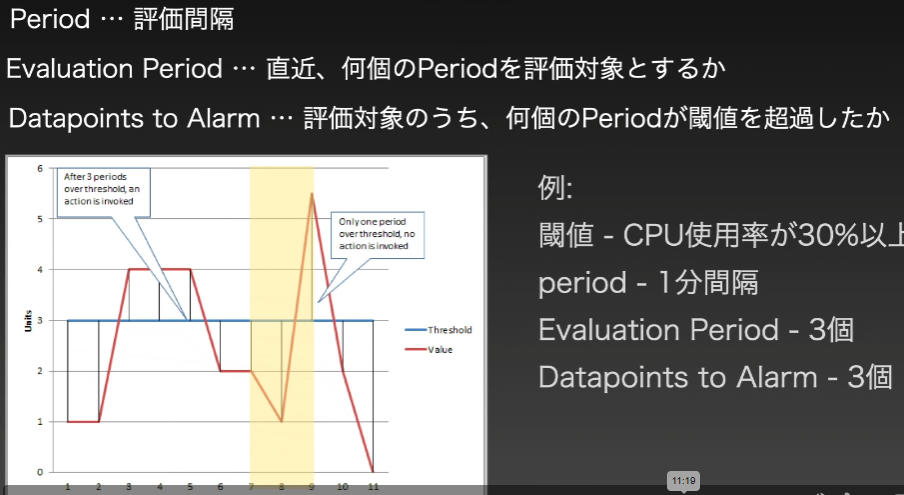 Period … 評価間隔
Evaluation Period … 直近、何個のPeriodを評価対象とするか
Datapoints to Alarm … 評価対象のうち、何個のPeriodが閾値を超過したか
6
5
4
3
2
1
0
Units
After 3 periods
over threshold, an
action is invoked
Only one period
over threshold, no
action is invoked
Threshold
Value
1 2 3 4 5 6 7 8 9 10 11
例:
閾値 - CPU使用率が30%以上
period - 1分間隔
Evaluation Period - 3個
Datapoints to Alarm - 3個
11:19